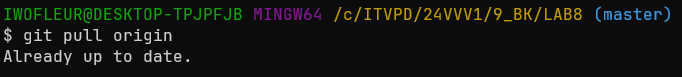 IWOFLEUR@DESKTOP-TPJPFJB MINGW64 /c/ITVPD/24VVV1/9_BK/LAB8 (master)
$ git pull origin
Already up to date.